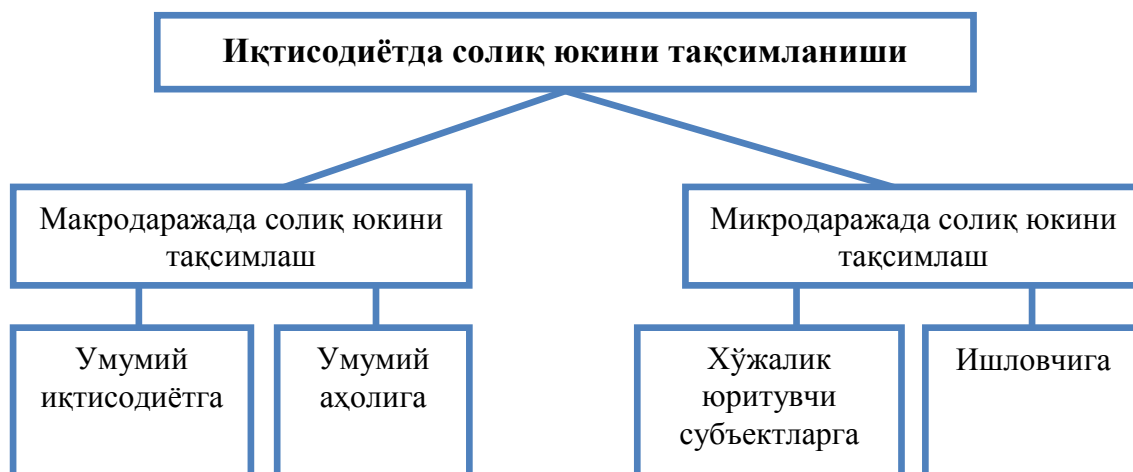 Иқтисодиётда солиқ юкини тақсимланиши
Макродаражада солиқ юкини
тақсимлаш
Микродаражада солиқ юкини
тақсимлаш
Умумий
иқтисодиётга
Умумий
аҳолига
Хўжалик
юритувчи
субъектларга
Ишловчига